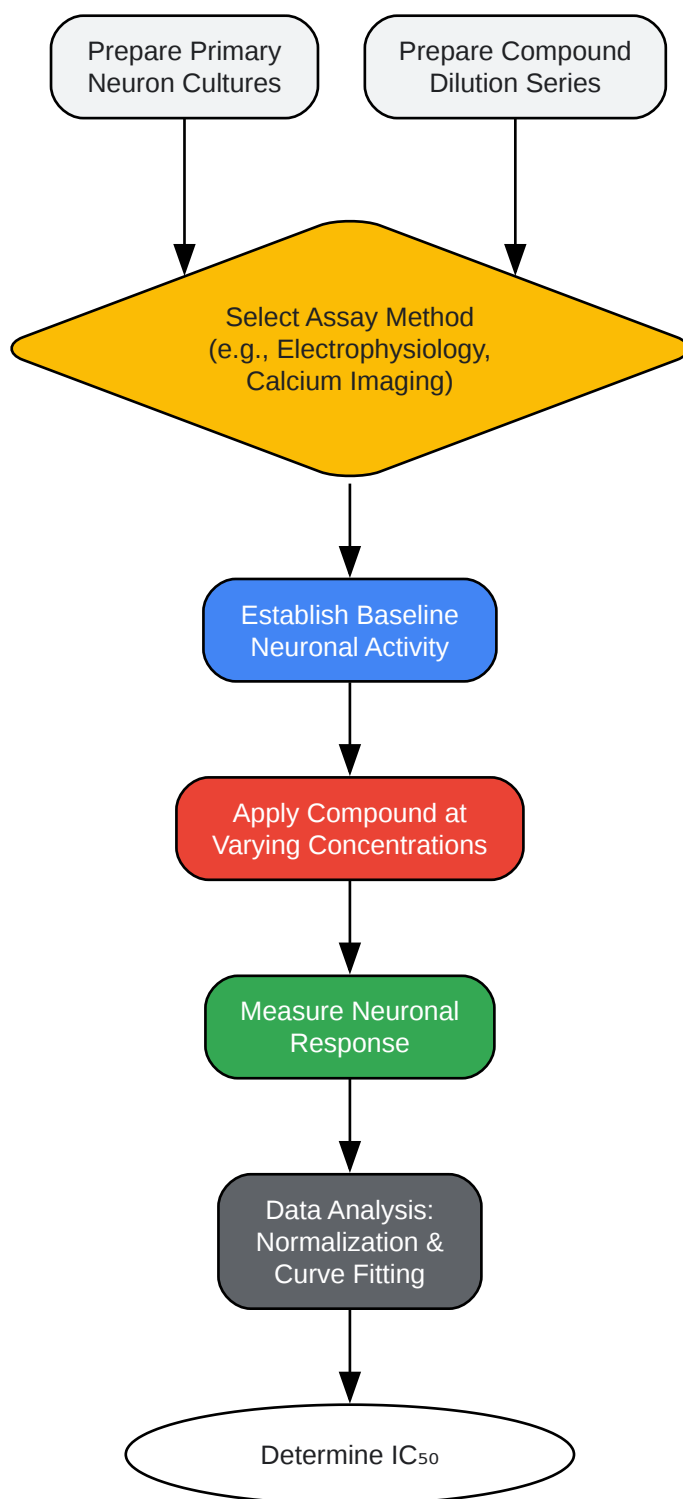 Prepare Primary
Neuron Cultures
Prepare Compound
Dilution Series
Select Assay Method
(e.g., Electrophysiology,
Calcium Imaging)
Establish Baseline
Neuronal Activity
Apply Compound at
Varying Concentrations
Measure Neuronal
Response
Data Analysis:
Normalization &
Curve Fitting
Determine IC₅₀